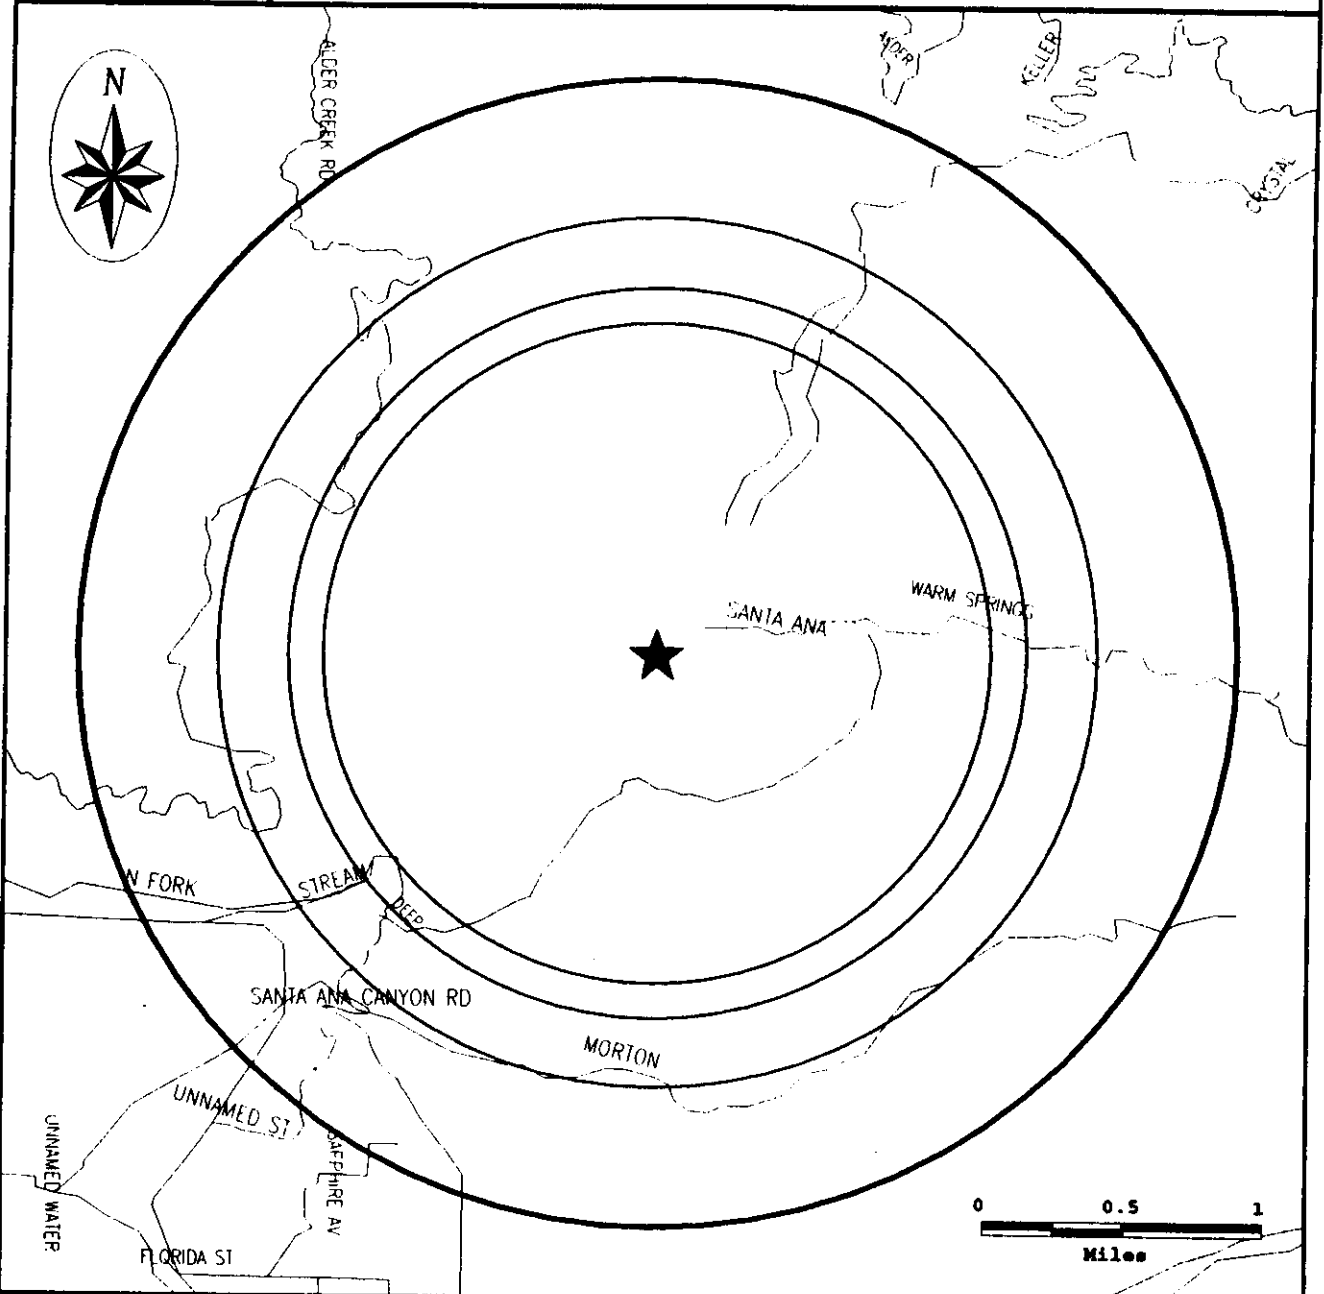 ALDER
KELLER
N
ALDER CREEK RD
CRYSTAL
WARM SPRINGS
SANTA ANA
N FORK
STREAM
DEEP
SANTA ANA CANYON RD
MORTON
UNNAMED ST
UNNAMED WATER
SAPPHIRE AV
0 0.5 1
Miles
FLORIDA ST